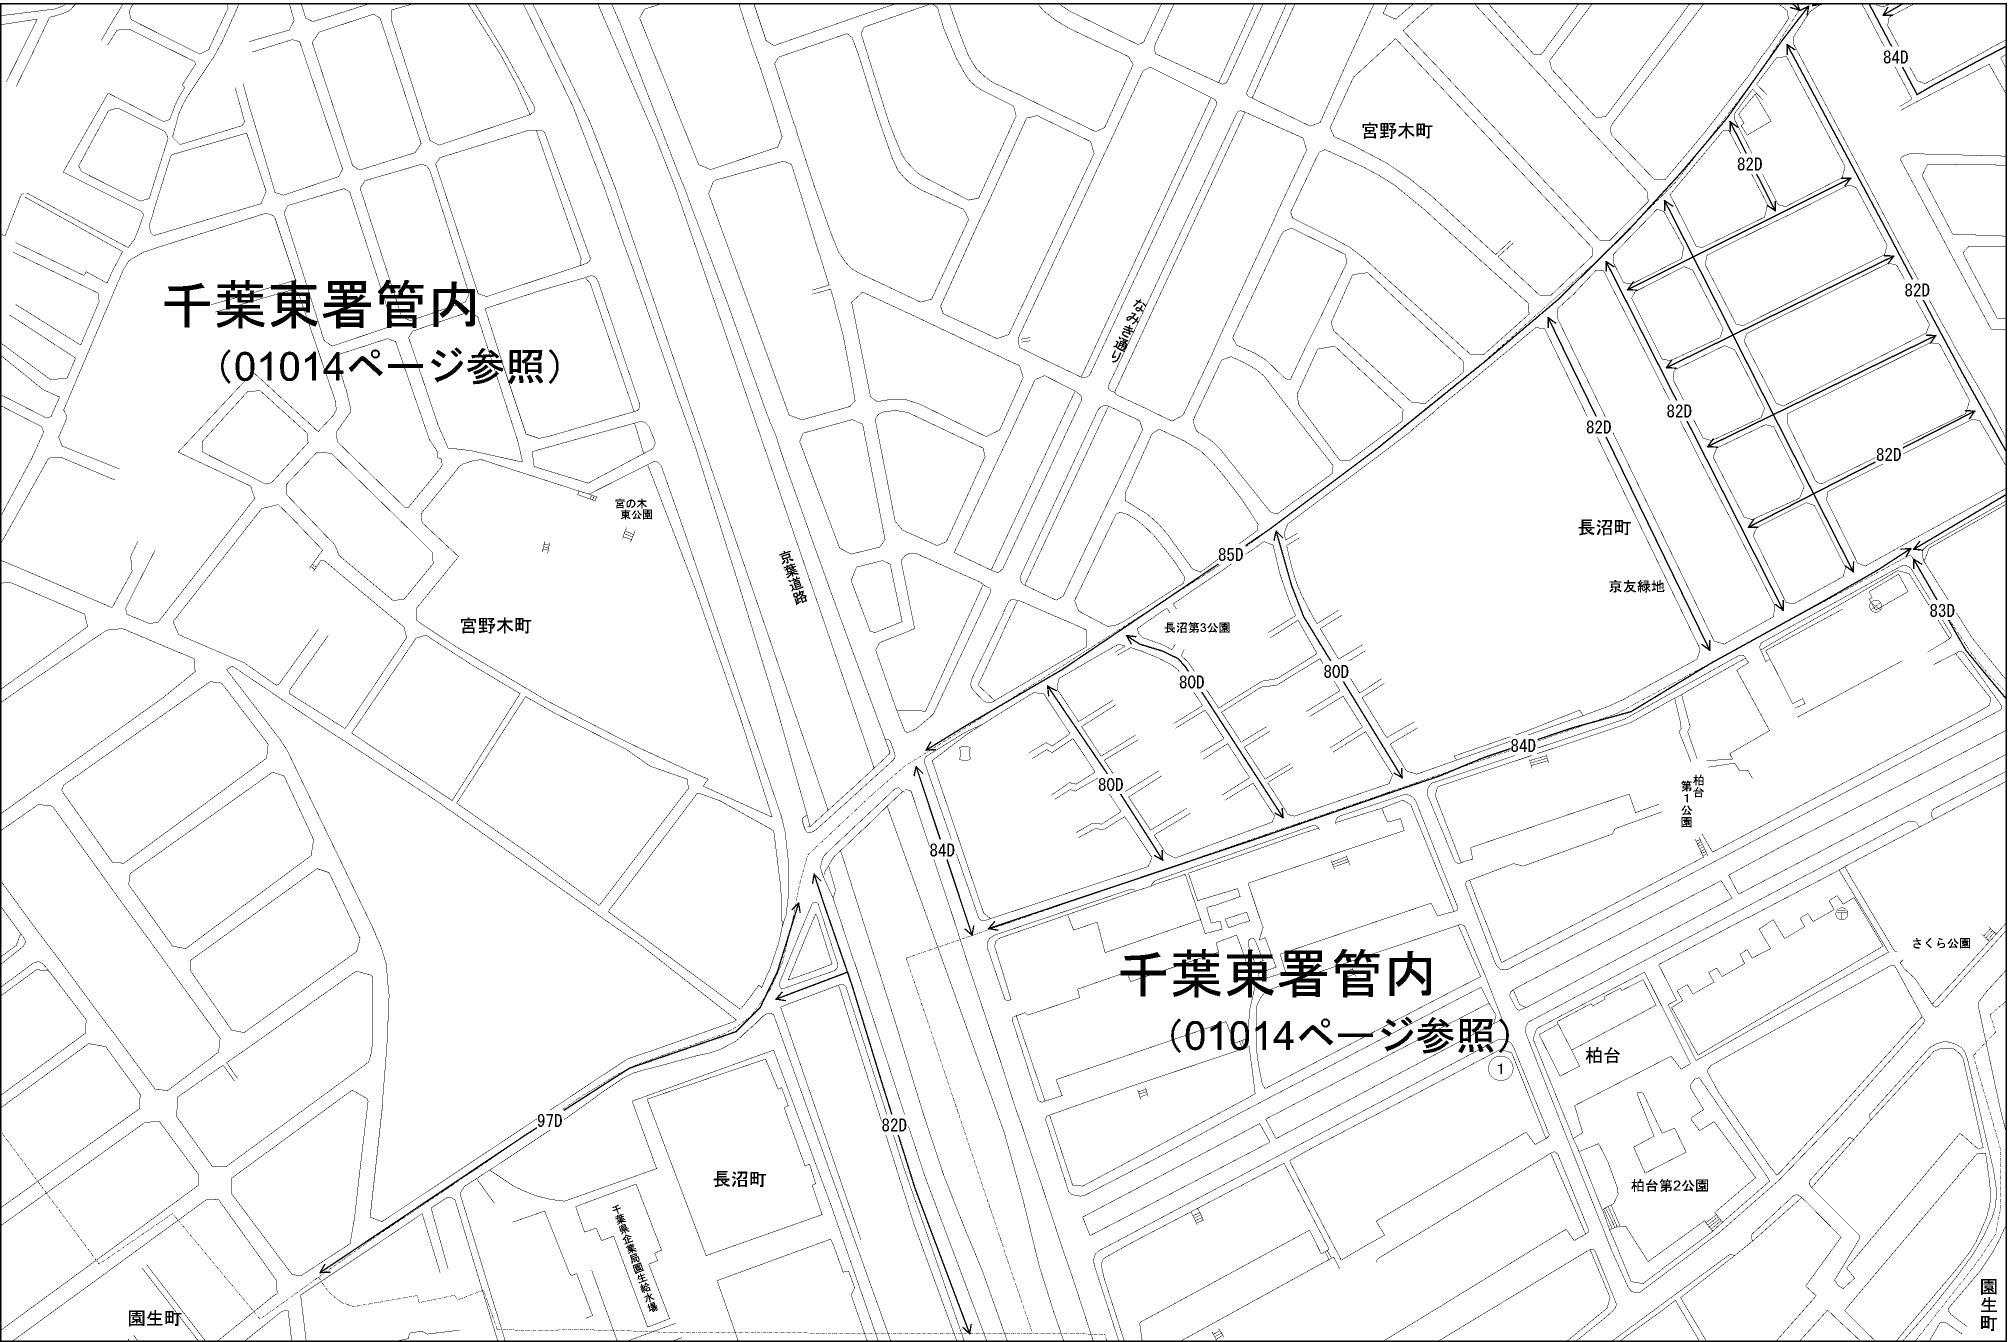 84D
宮野木町
82D
千葉東署管内
（01014ページ参照）
82D
なみき通り
82D
82D
82D
宮の木
東公園
長沼町
京葉道路
85D
京友緑地
83D
宮野木町
長沼第3公園
80D
80D
84D
80D
柏台
第1公園
84D
さくら公園
千葉東署管内
（01014ページ参照）
柏台
1
97D
82D
長沼町
柏台第2公園
千葉県企業局園生給水場
園生町
園生町